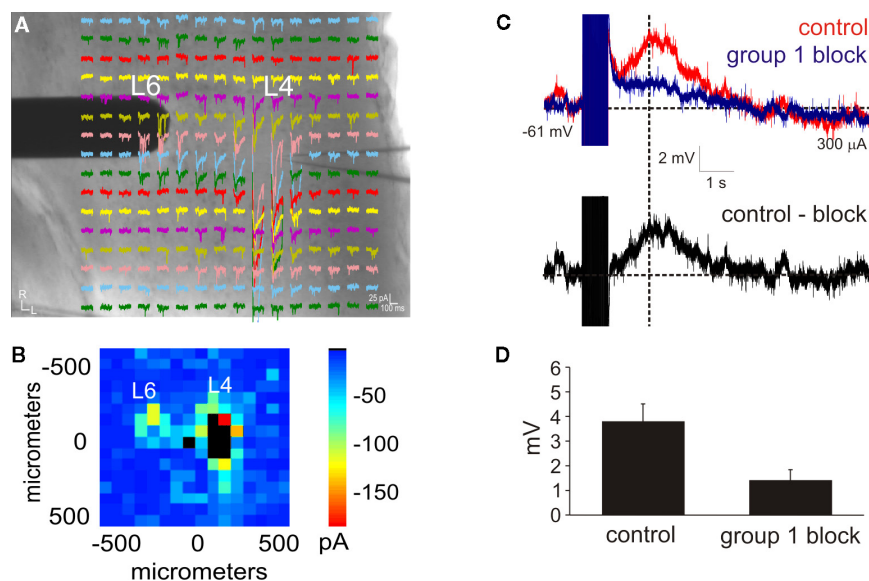 A
L6
L4
R
L
25 pA
100 ms
B
-500
0
500
micrometers
L6
L4
-500
0
500
micrometers
-50
-100
-150
pA
C
control
group 1 block
-61 mV
300 µA
2 mV
1 s
control - block
D
6
5
4
3
2
1
0
mV
control
group 1 block